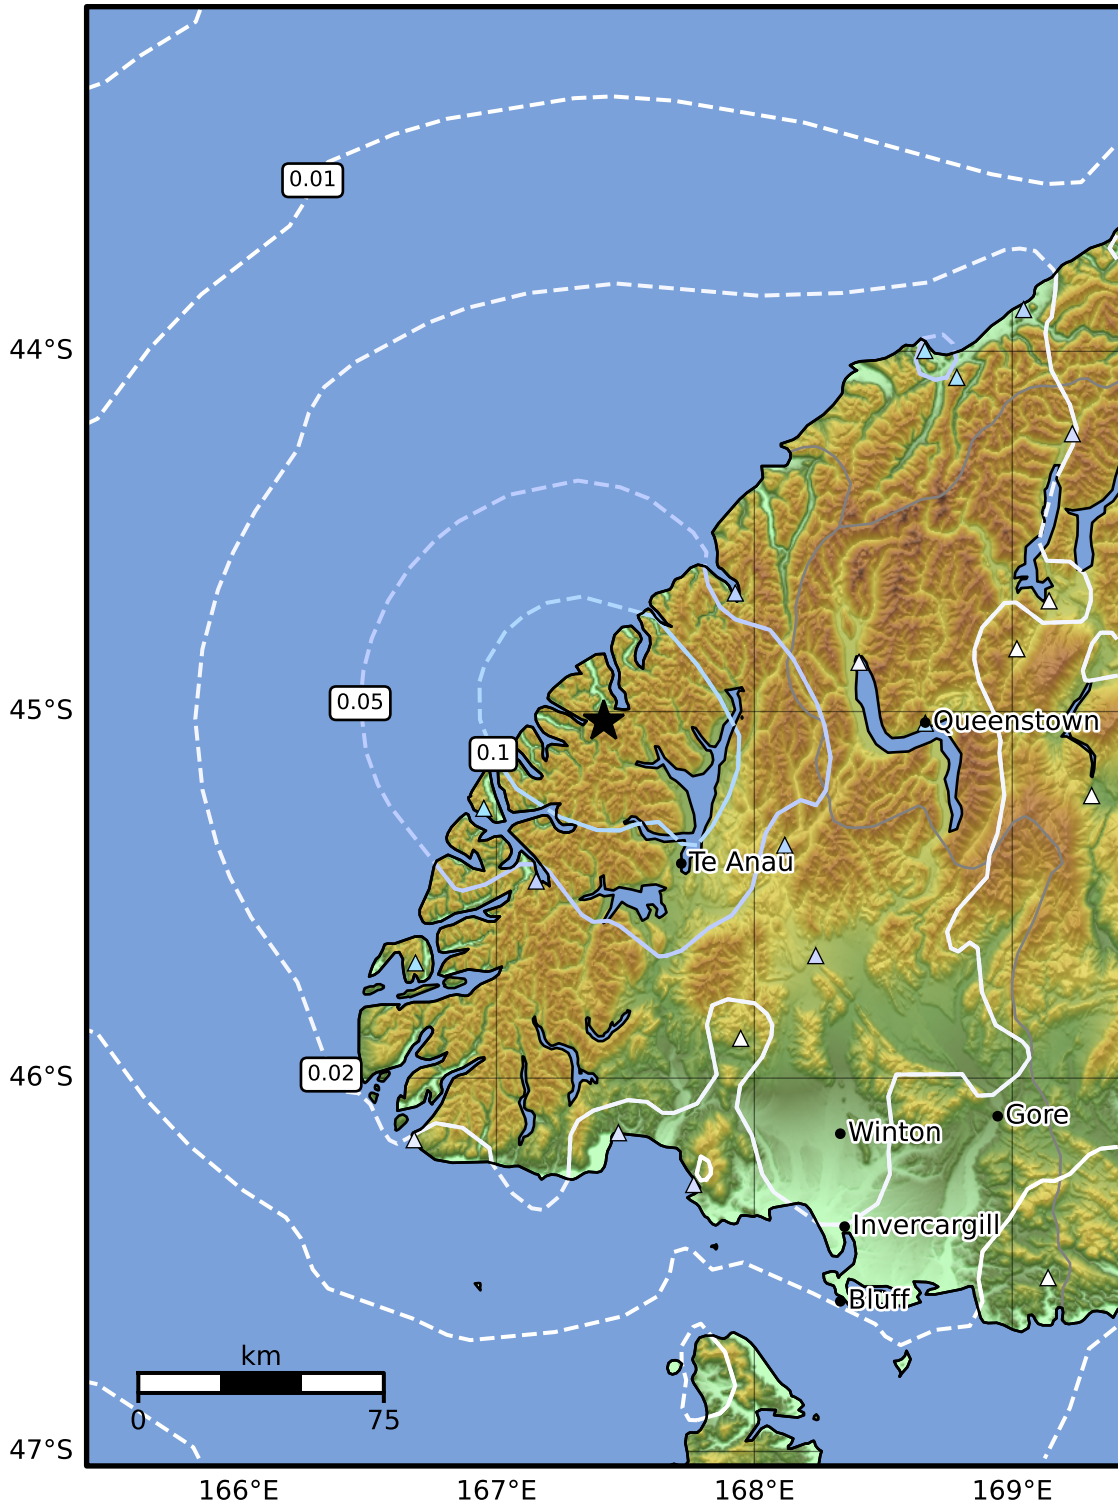 0.01
44°S
0.05
45°S
Queenstown
0.1
Te Anau
46°S
0.02
Gore
Winton
Invercargill
Bluff
km
0 75
47°S
166°E 167°E 168°E 169°E